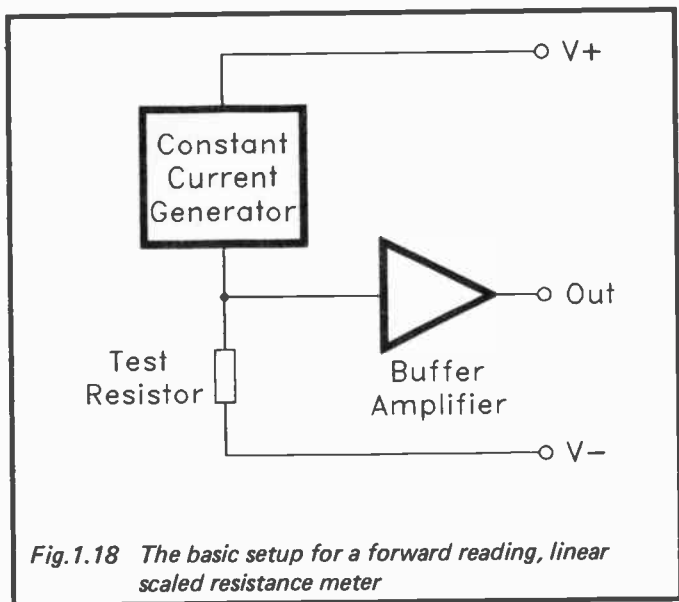 V+
Constant
Current
Generator
Out
Test
Resistor
Buffer
Amplifier
V−
Fig.1.18 The basic setup for a forward reading, linear
scaled resistance meter